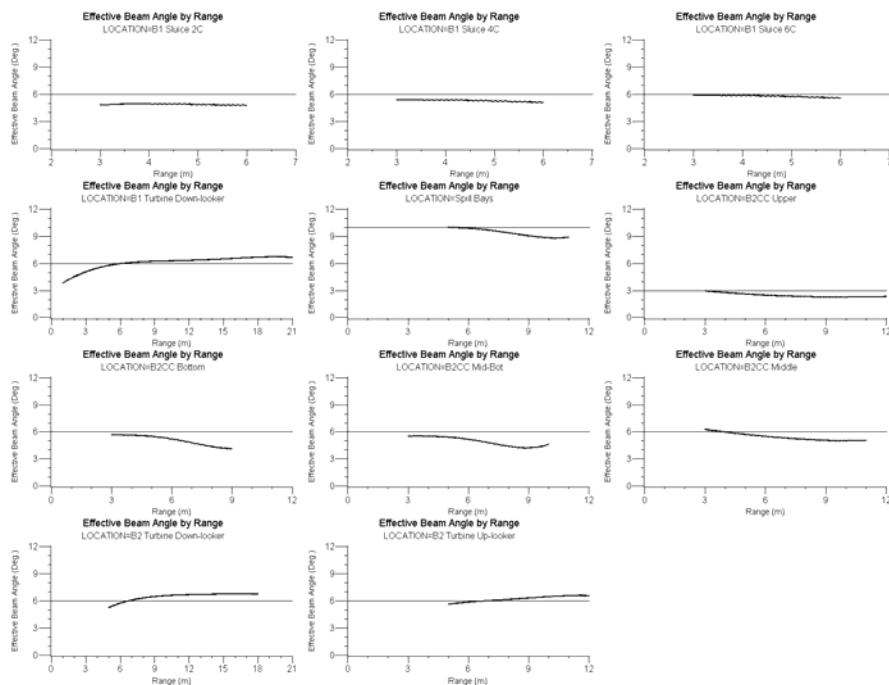 Effective Beam Angle by Range
LOCATION=B1 Sluice 2C
Effective Beam Angle (Deg.)
12
9
6
3
0
2 3 4 5 6 7
Range (m)
Effective Beam Angle by Range
LOCATION=B1 Sluice 4C
Effective Beam Angle (Deg.)
12
9
6
3
0
2 3 4 5 6 7
Range (m)
Effective Beam Angle by Range
LOCATION=B1 Sluice 6C
Effective Beam Angle (Deg.)
12
9
6
3
0
2 3 4 5 6 7
Range (m)
Effective Beam Angle by Range
LOCATION=B1 Turbine Down-looker
Effective Beam Angle (Deg.)
12
9
6
3
0
0 3 6 9 12 15 18 21
Range (m)
Effective Beam Angle by Range
LOCATION=Spill Bays
Effective Beam Angle (Deg.)
12
9
6
3
0
0 3 6 9 12
Range (m)
Effective Beam Angle by Range
LOCATION=B2CC Upper
Effective Beam Angle (Deg.)
12
9
6
3
0
0 3 6 9 12
Range (m)
Effective Beam Angle by Range
LOCATION=B2CC Bottom
Effective Beam Angle (Deg.)
12
9
6
3
0
0 3 6 9 12
Range (m)
Effective Beam Angle by Range
LOCATION=B2CC Mid-Bot
Effective Beam Angle (Deg.)
12
9
6
3
0
0 3 6 9 12
Range (m)
Effective Beam Angle by Range
LOCATION=B2CC Middle
Effective Beam Angle (Deg.)
12
9
6
3
0
0 3 6 9 12
Range (m)
Effective Beam Angle by Range
LOCATION=B2 Turbine Down-looker
Effective Beam Angle (Deg.)
12
9
6
3
0
0 3 6 9 12 15 18 21
Range (m)
Effective Beam Angle by Range
LOCATION=B2 Turbine Up-looker
Effective Beam Angle (Deg.)
12
9
6
3
0
0 3 6 9 12
Range (m)